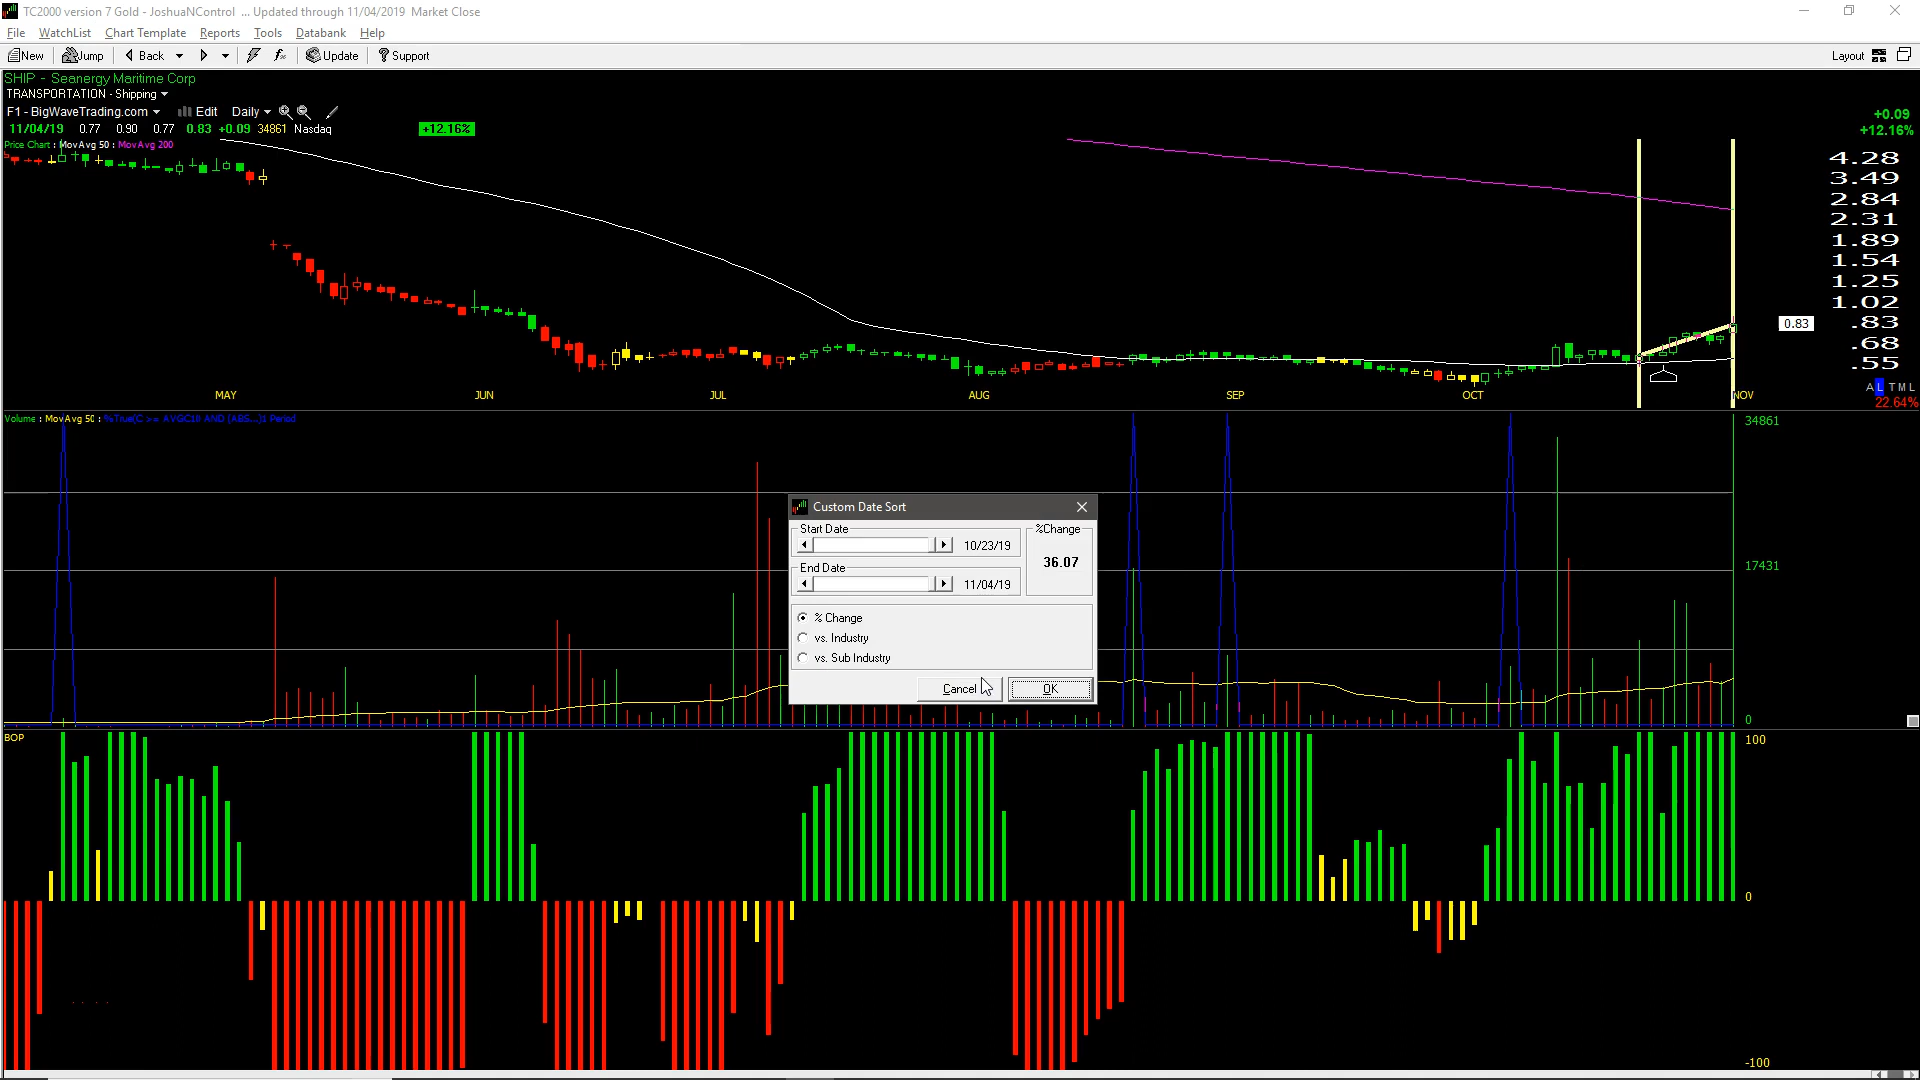 TC2000 version 7 Gold - JoshuaNControl ... Updated through 11/04/2019 Market Close
File WatchList Chart Template Reports Tools Databank Help
New Jump Back Update ? Support Layout
SHIP - Seanergy Maritime Corp
TRANSPORTATION - Shipping
F1 - BigWaveTrading.com Edit Daily
+0.09
11/04/19 0.77 0.90 0.77 0.83 +0.09 34861 Nasdaq +12.16%
+12.16%
Price Chart : MovAvg 50 : MovAvg 200
4.28
3.49
2.84
2.31
1.89
1.54
1.25
1.02
.83
0.83
.68
.55
A L T M L
MAY JUN JUL AUG SEP OCT NOV
22.64%
Volume : MovAvg 50 : %True(C >= AVGC10 AND (ABS...)1 Period
34861
17431
0
Custom Date Sort
Start Date
10/23/19
%Change
36.07
End Date
11/04/19
% Change
vs. Industry
vs. Sub Industry
Cancel OK
BOP
100
0
-100